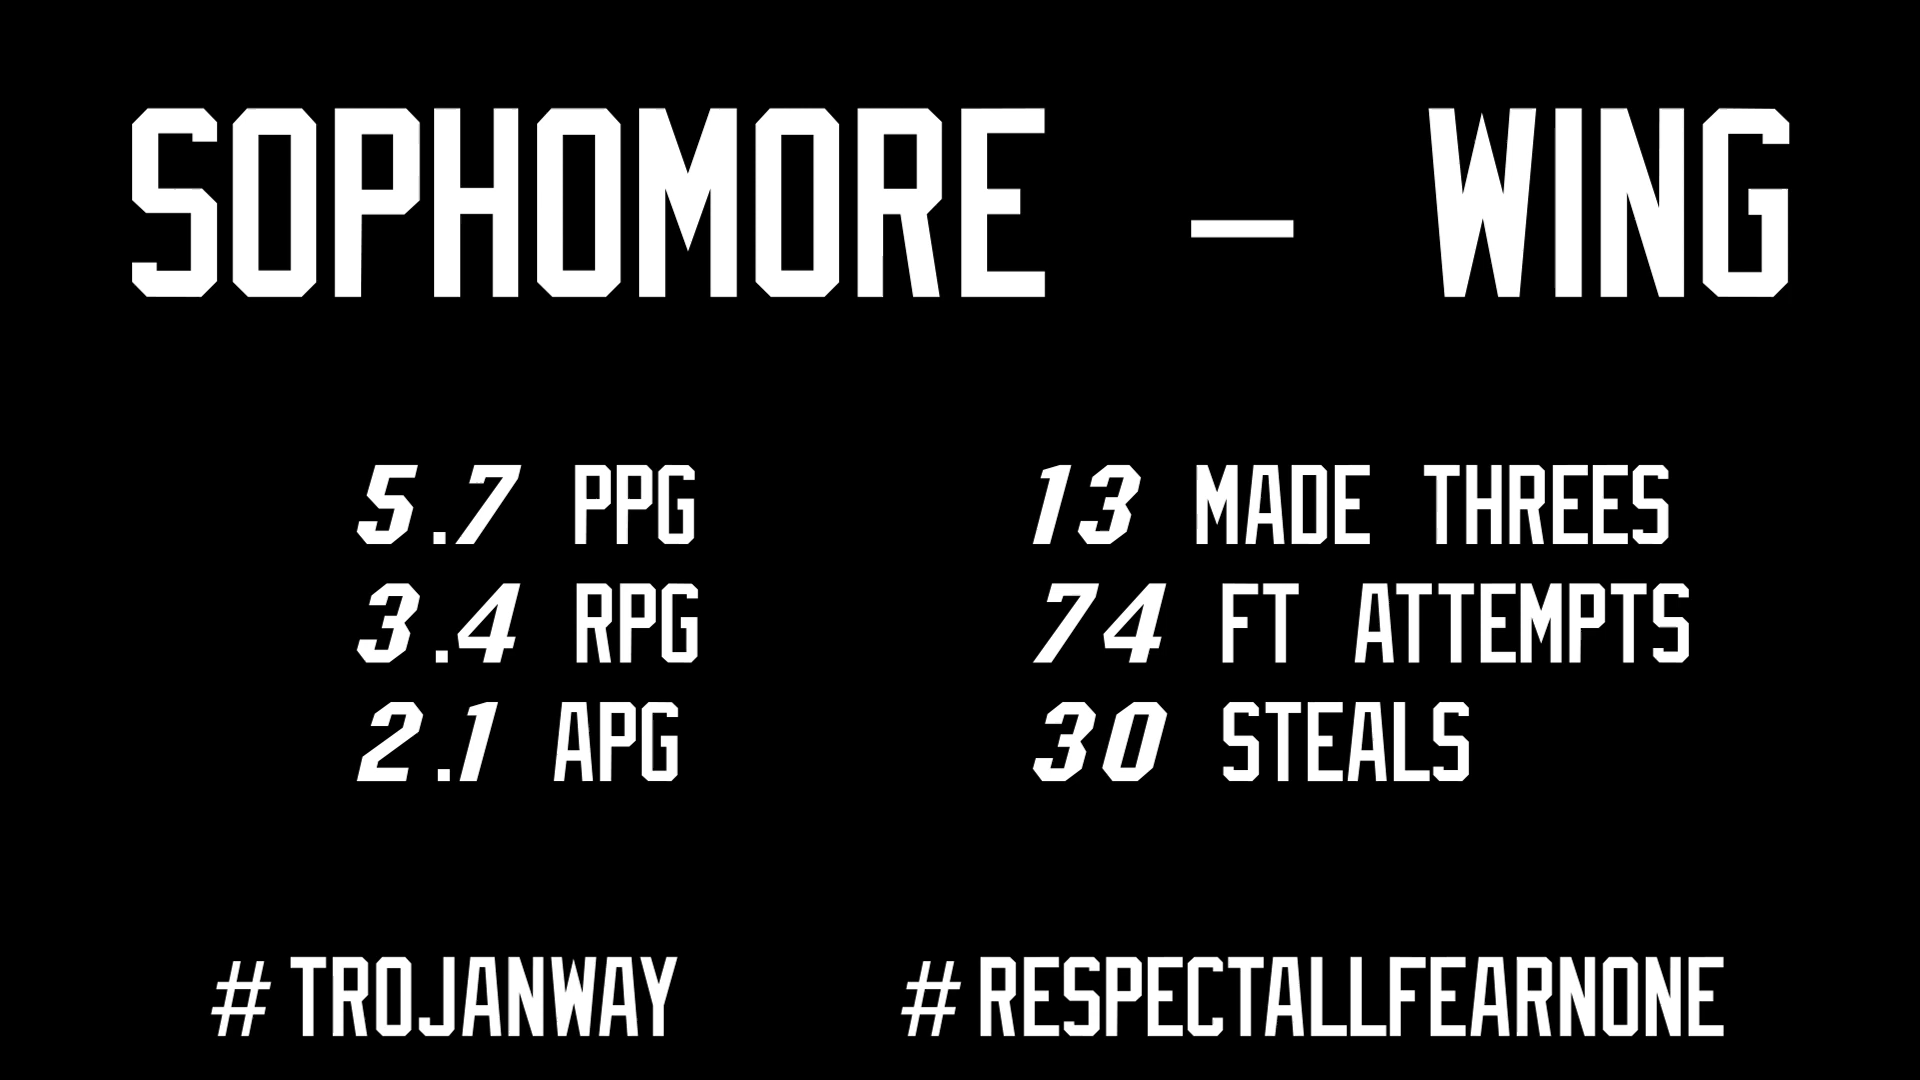 SOPHOMORE - WING
5.7 PPG
3.4 RPG
2.1 APG
13 MADE THREES
74 FT ATTEMPTS
30 STEALS
#TROJANWAY
#RESPECTALLFEARNONE